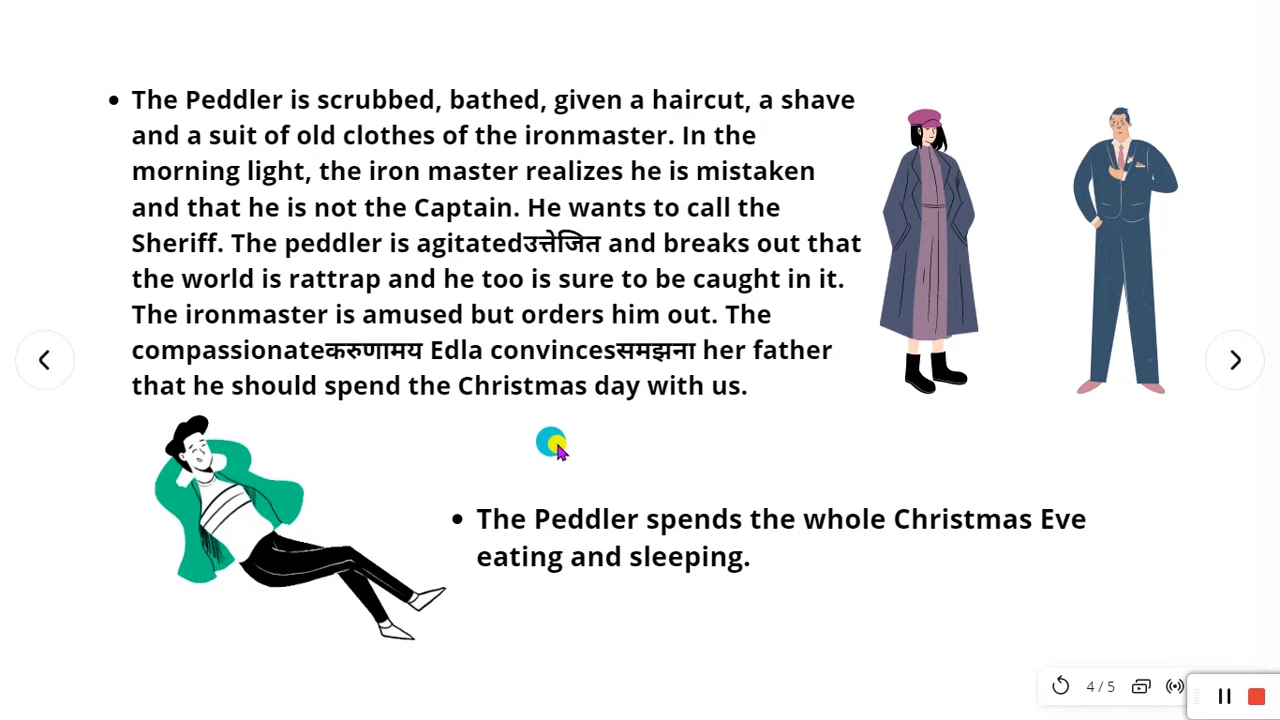 • The Peddler is scrubbed, bathed, given a haircut, a shave
and a suit of old clothes of the ironmaster. In the
morning light, the iron master realizes he is mistaken
and that he is not the Captain. He wants to call the
Sheriff. The peddler is agitatedउत्तेजित and breaks out that
the world is rattrap and he too is sure to be caught in it.
The ironmaster is amused but orders him out. The
compassionateकरुणामय Edla convincesसमझना her father
that he should spend the Christmas day with us.
• The Peddler spends the whole Christmas Eve
eating and sleeping.
4 / 5